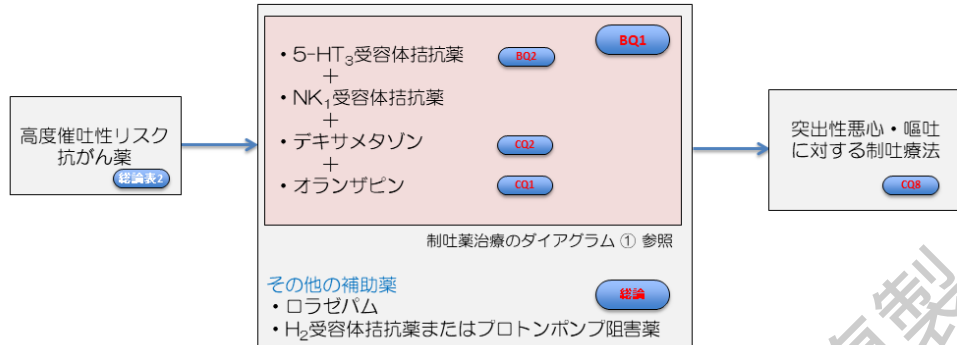 高度催吐性リスク
抗がん薬
総論表2
BQ1
・5-HT3受容体拮抗薬
BQ2
＋
・NK1受容体拮抗薬
＋
・デキサメタゾン
CQ2
＋
・オランザピン
CQ1
制吐薬治療のダイアグラム ① 参照
その他の補助薬
総論
・ロラゼパム
・H2受容体拮抗薬またはプロトンポンプ阻害薬
突出性悪心・嘔吐
に対する制吐療法
CQ8
複製